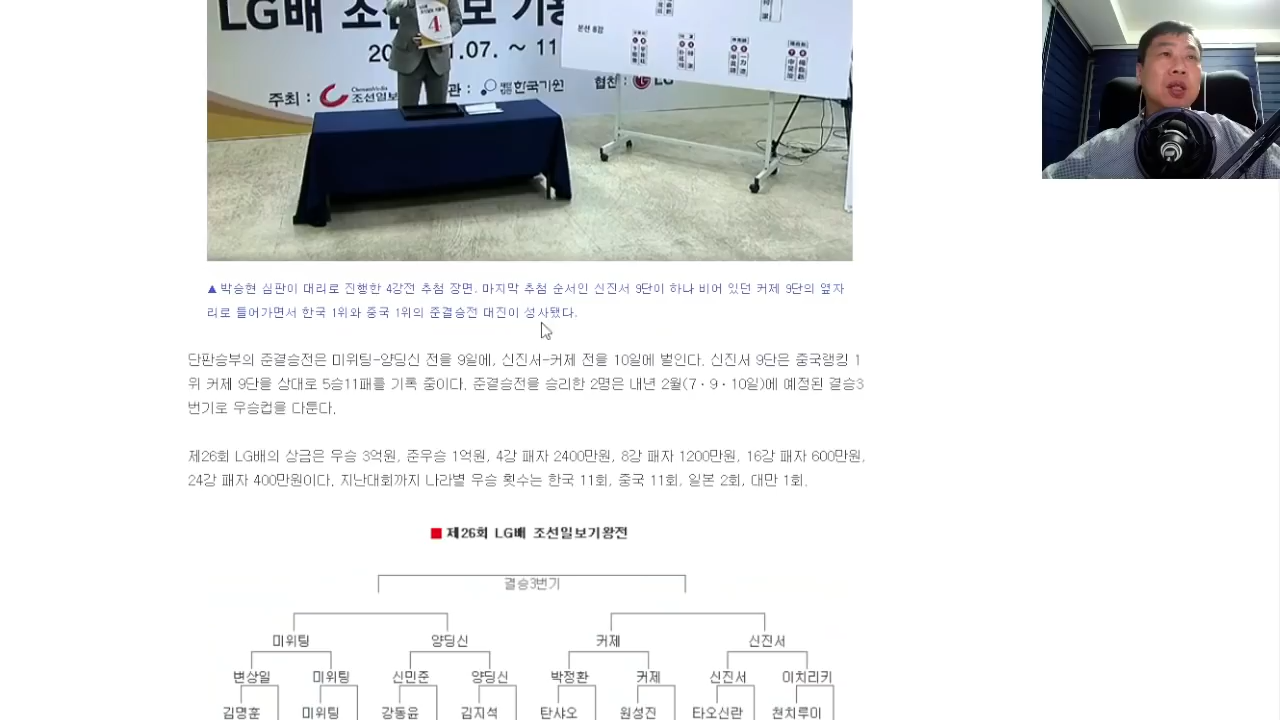 LG배 조선일보 기왕
07. ~ 11
주최 :
조선일보
관 :
한국기원
협찬 :
LG
본선 8강
4
▲박승현 심판이 대리로 진행한 4강전 추첨 장면. 마지막 추첨 순서인 신진서 9단이 하나 비어 있던 커제 9단의 옆자
리로 들어가면서 한국 1위와 중국 1위의 준결승전 대진이 성사됐다.
단판승부의 준결승전은 미위팅-양딩신 전을 9일에, 신진서-커제 전을 10일에 벌인다. 신진서 9단은 중국랭킹 1
위 커제 9단을 상대로 5승11패를 기록 중이다. 준결승전을 승리한 2명은 내년 2월(7·9·10일)에 예정된 결승3
번기로 우승컵을 다툰다.
제26회 LG배의 상금은 우승 3억원, 준우승 1억원, 4강 패자 2400만원, 8강 패자 1200만원, 16강 패자 600만원,
24강 패자 400만원이다. 지난대회까지 나라별 우승 횟수는 한국 11회, 중국 11회, 일본 2회, 대만 1회.
■ 제26회 LG배 조선일보기왕전
결승3번기
미위팅 양딩신 커제 신진서
변상일 미위팅 신민준 양딩신 박정환 커제 신진서 이치리키
김명훈 미위팅 강동윤 김지석 탄샤오 원성진 타오신란 천치루이